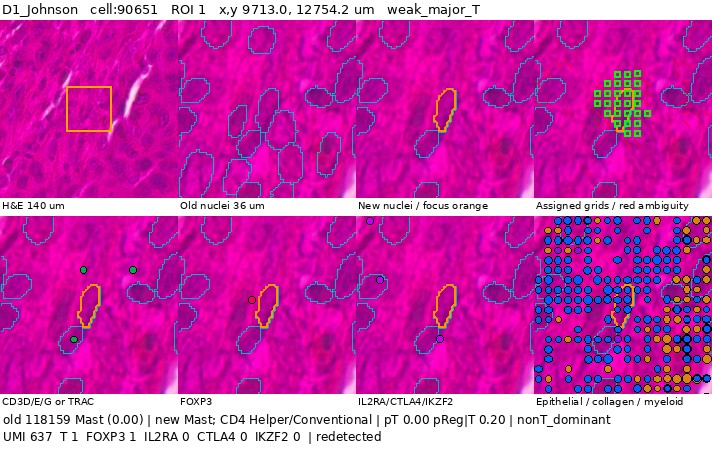 D1_Johnson   cell:90651   ROI 1   x,y 9713.0, 12754.2 um   weak_major_T
H&E 140 um
Old nuclei 36 um
New nuclei / focus orange
Assigned grids / red ambiguity
CD3D/E/G or TRAC
FOXP3
IL2RA/CTLA4/IKZF2
Epithelial / collagen / myeloid
old 118159 Mast (0.00) | new Mast; CD4 Helper/Conventional | pT 0.00 pReg|T 0.20 | nonT_dominant
UMI 637  T 1  FOXP3 1  IL2RA 0  CTLA4 0  IKZF2 0  | redetected